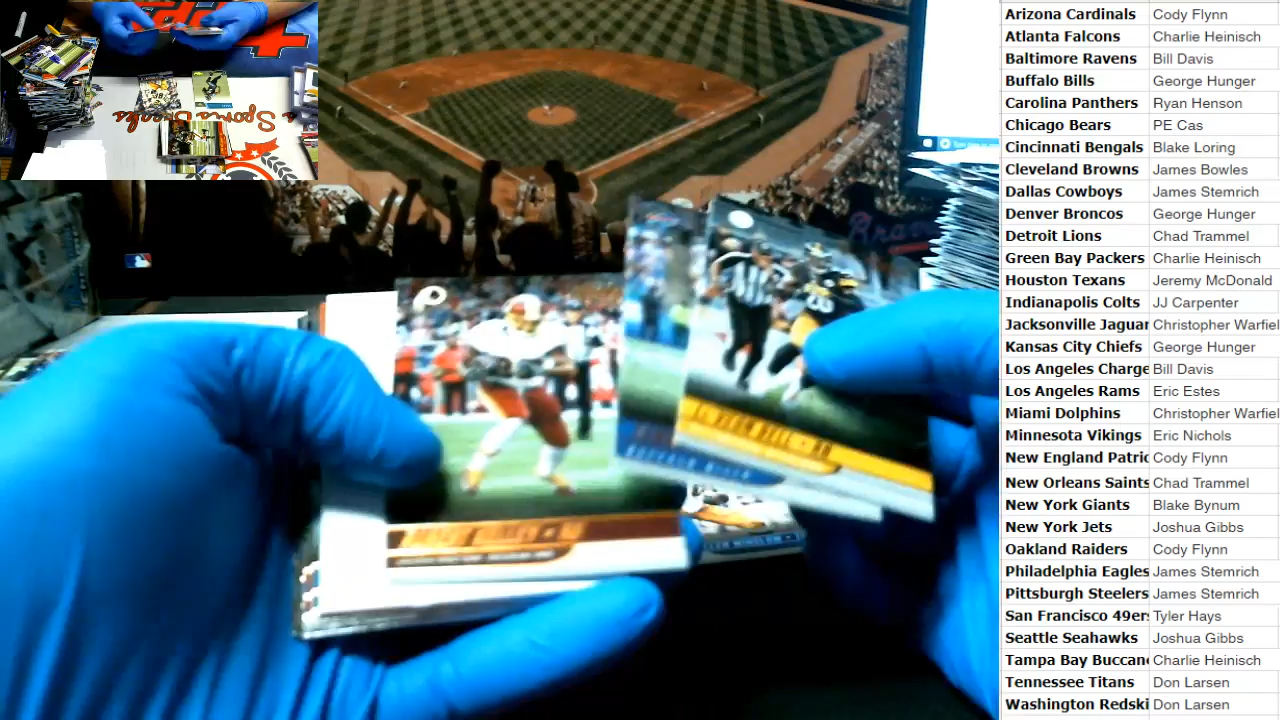 Arizona Cardinals Cody Flynn
Atlanta Falcons Charlie Heinisch
Baltimore Ravens Bill Davis
Buffalo Bills George Hunger
Carolina Panthers Ryan Henson
Chicago Bears PE Cas
Cincinnati Bengals Blake Loring
Cleveland Browns James Bowles
Dallas Cowboys James Stemrich
Denver Broncos George Hunger
Detroit Lions Chad Trammel
Green Bay Packers Charlie Heinisch
Houston Texans Jeremy McDonald
Indianapolis Colts JJ Carpenter
Jacksonville Jaguar Christopher Warfiel
Kansas City Chiefs George Hunger
Los Angeles Charge Bill Davis
Los Angeles Rams Eric Estes
Miami Dolphins Christopher Warfiel
Minnesota Vikings Eric Nichols
New England Patric Cody Flynn
New Orleans Saints Chad Trammel
New York Giants Blake Bynum
New York Jets Joshua Gibbs
Oakland Raiders Cody Flynn
Philadelphia Eagles James Stemrich
Pittsburgh Steelers James Stemrich
San Francisco 49ers Tyler Hays
Seattle Seahawks Joshua Gibbs
Tampa Bay Buccane Charlie Heinisch
Tennessee Titans Don Larsen
Washington Redski Don Larsen
Sports Breaks
Braves
BUFFALO BILLS